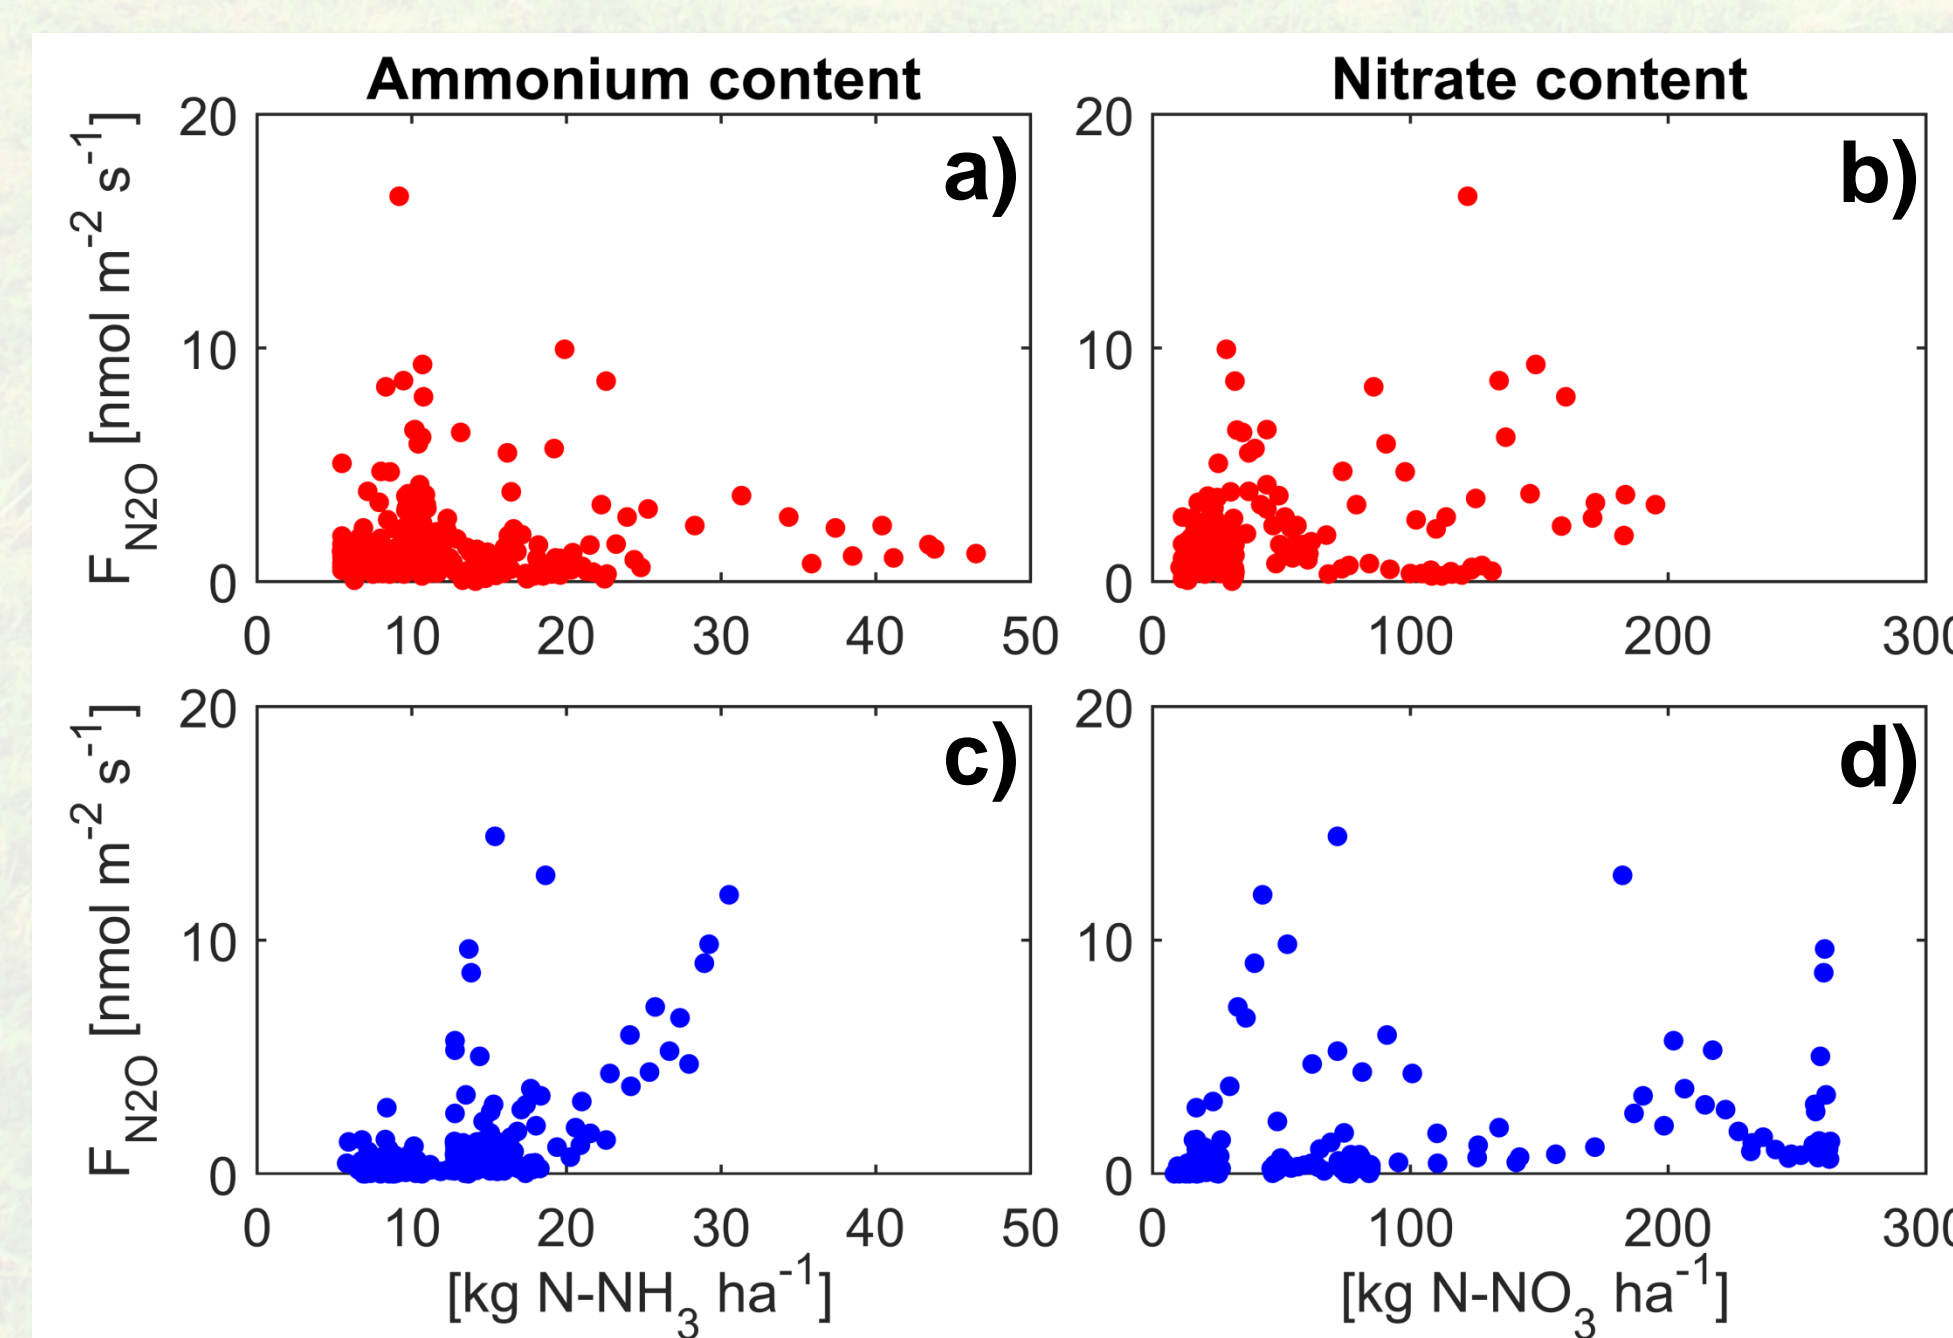 Ammonium content
Nitrate content
F N2O [nmol m-2 s-1]
20
10
0
a)
0 10 20 30 40 50
20
10
0
b)
0 100 200 300
F N2O [nmol m-2 s-1]
20
10
0
c)
0 10 20 30 40 50
[kg N-NH3 ha-1]
20
10
0
d)
0 100 200 300
[kg N-NO3 ha-1]